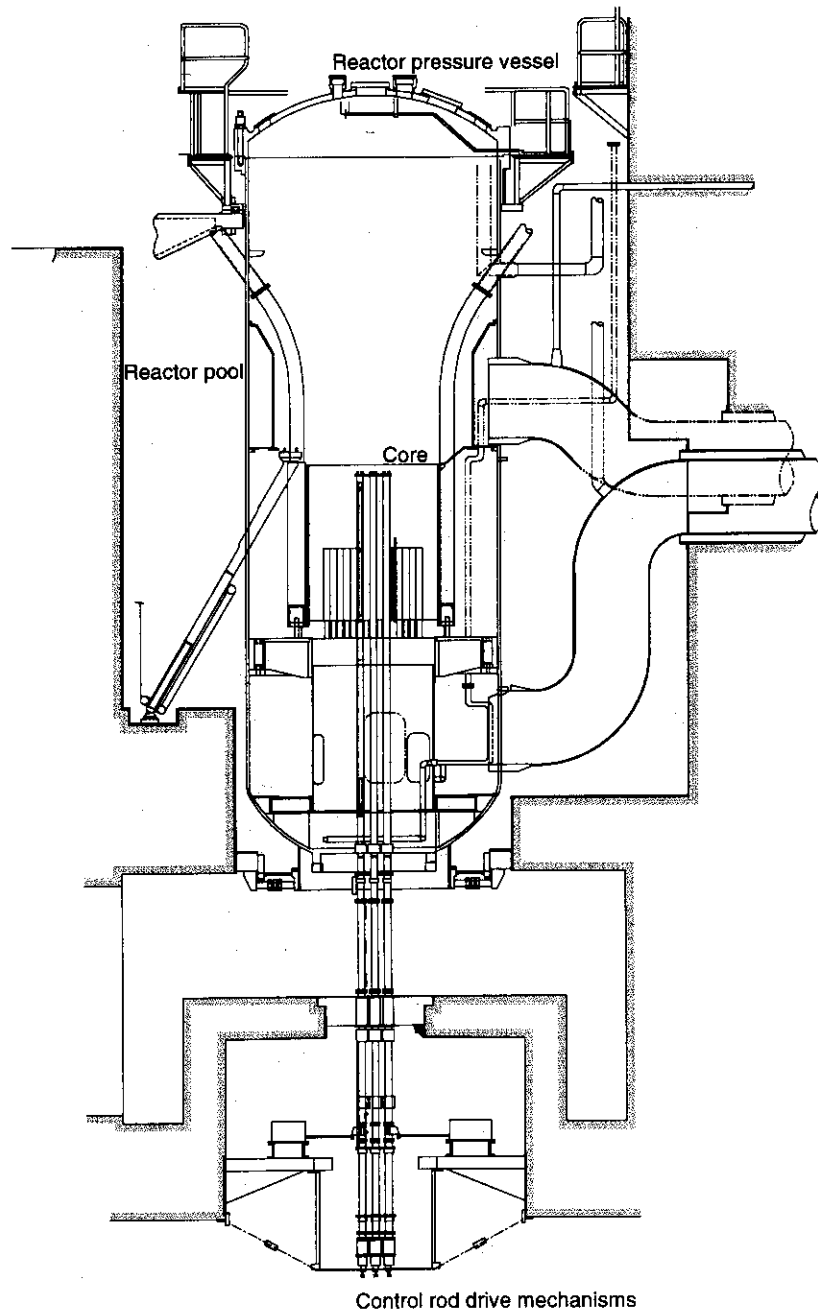 Reactor pressure vessel
Reactor pool
Core
Control rod drive mechanisms